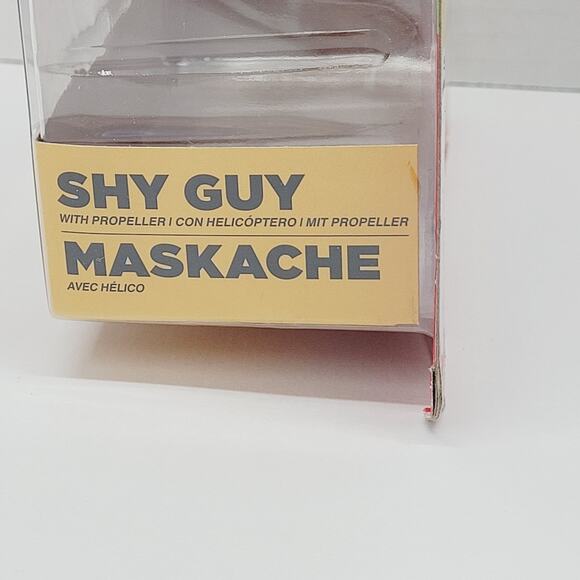 SHY GUY
WITH PROPELLER I CON HELICÓPTERO I MIT PROPELLER
MASKACHE
AVEC HÉLICO